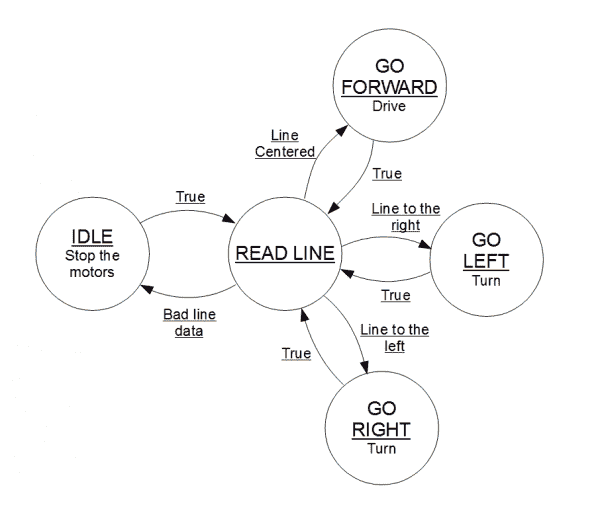 GO
FORWARD
Drive
Line
Centered
True
True
IDLE
Stop the
motors
READ LINE
Line to the
right
GO
LEFT
Turn
True
Bad line
data
True
Line to the
left
GO
RIGHT
Turn